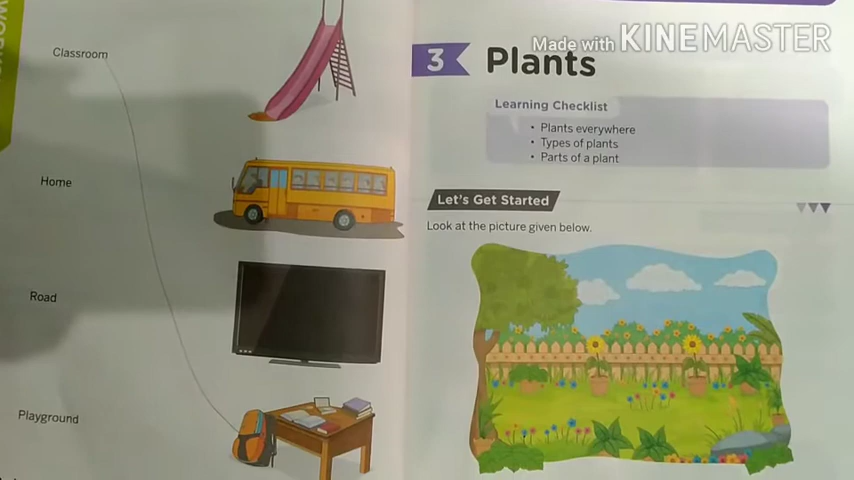 Classroom
Home
Road
Playground
Made with KINEMASTER
3 Plants
Learning Checklist
• Plants everywhere
• Types of plants
• Parts of a plant
Let's Get Started
Look at the picture given below.